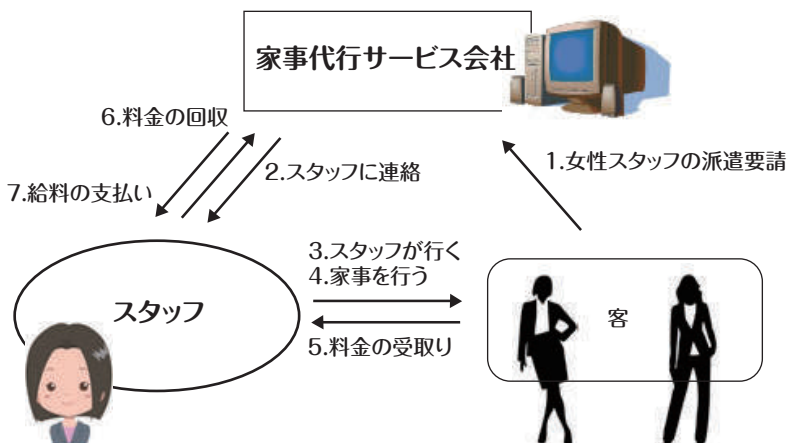 家事代行サービス会社
6.料金の回収
2.スタッフに連絡
1.女性スタッフの派遣要請
7.給料の支払い
3.スタッフが行く
4.家事を行う
スタッフ
客
5.料金の受取り